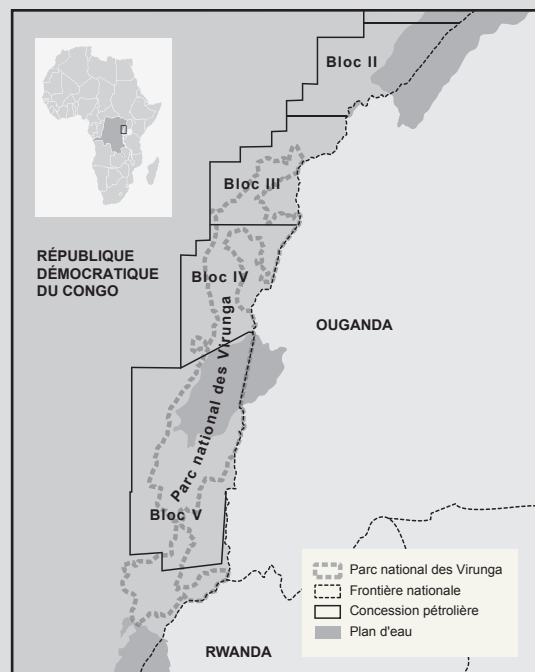 Bloc II
Bloc III
RÉPUBLIQUE
DÉMOCRATIQUE
DU CONGO
Bloc IV
OUGANDA
Parc national des Virunga
Bloc V
Parc national des Virunga
Frontière nationale
Concession pétrolière
Plan d'eau
RWANDA